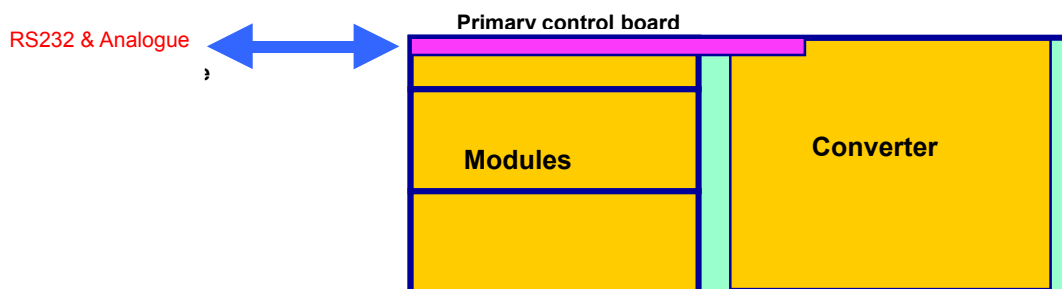 Primary control board
RS232 & Analogue
e
Modules
Converter